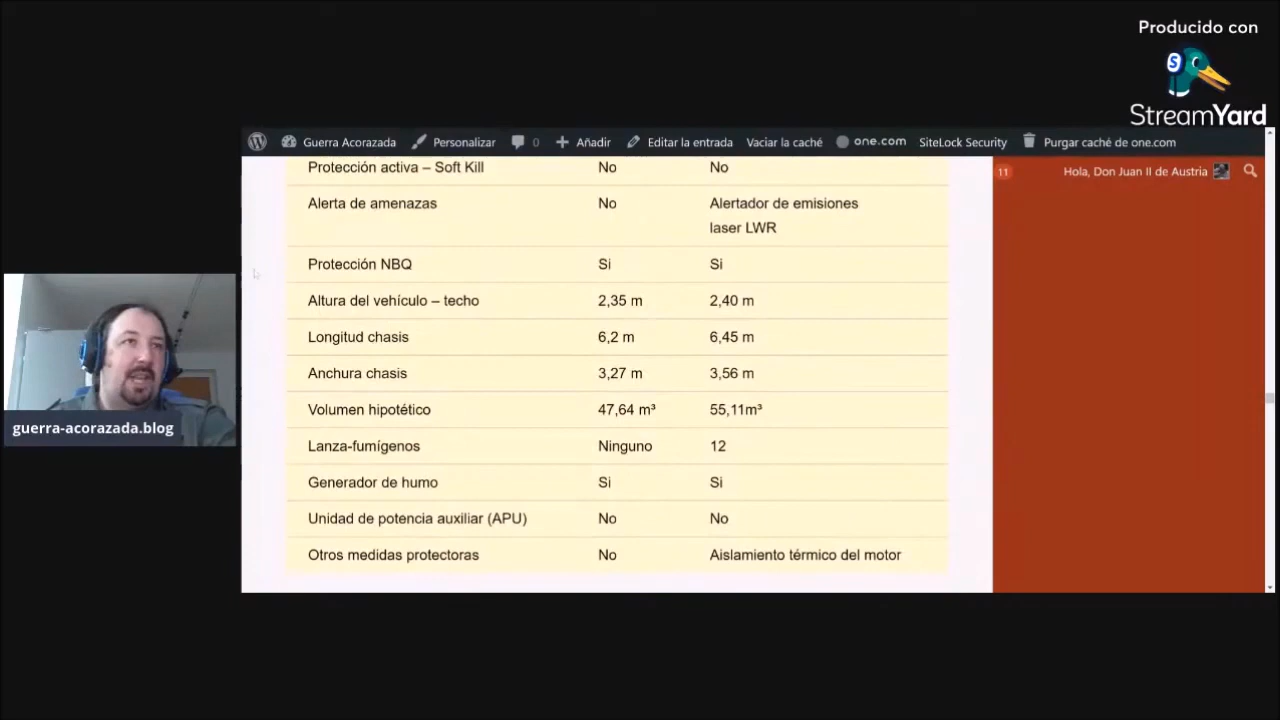 Producido con
StreamYard
Guerra Acorazada Personalizar 0 Añadir Editar la entrada Vaciar la caché one.com SiteLock Security Purgar caché de one.com
11 Hola, Don Juan II de Austria
Protección activa – Soft Kill No No
Alerta de amenazas No Alertador de emisiones
laser LWR
Protección NBQ Si Si
Altura del vehículo – techo 2,35 m 2,40 m
Longitud chasis 6,2 m 6,45 m
Anchura chasis 3,27 m 3,56 m
Volumen hipotético 47,64 m³ 55,11m³
Lanza-fumígenos Ninguno 12
Generador de humo Si Si
Unidad de potencia auxiliar (APU) No No
Otros medidas protectoras No Aislamiento térmico del motor
guerra-acorazada.blog